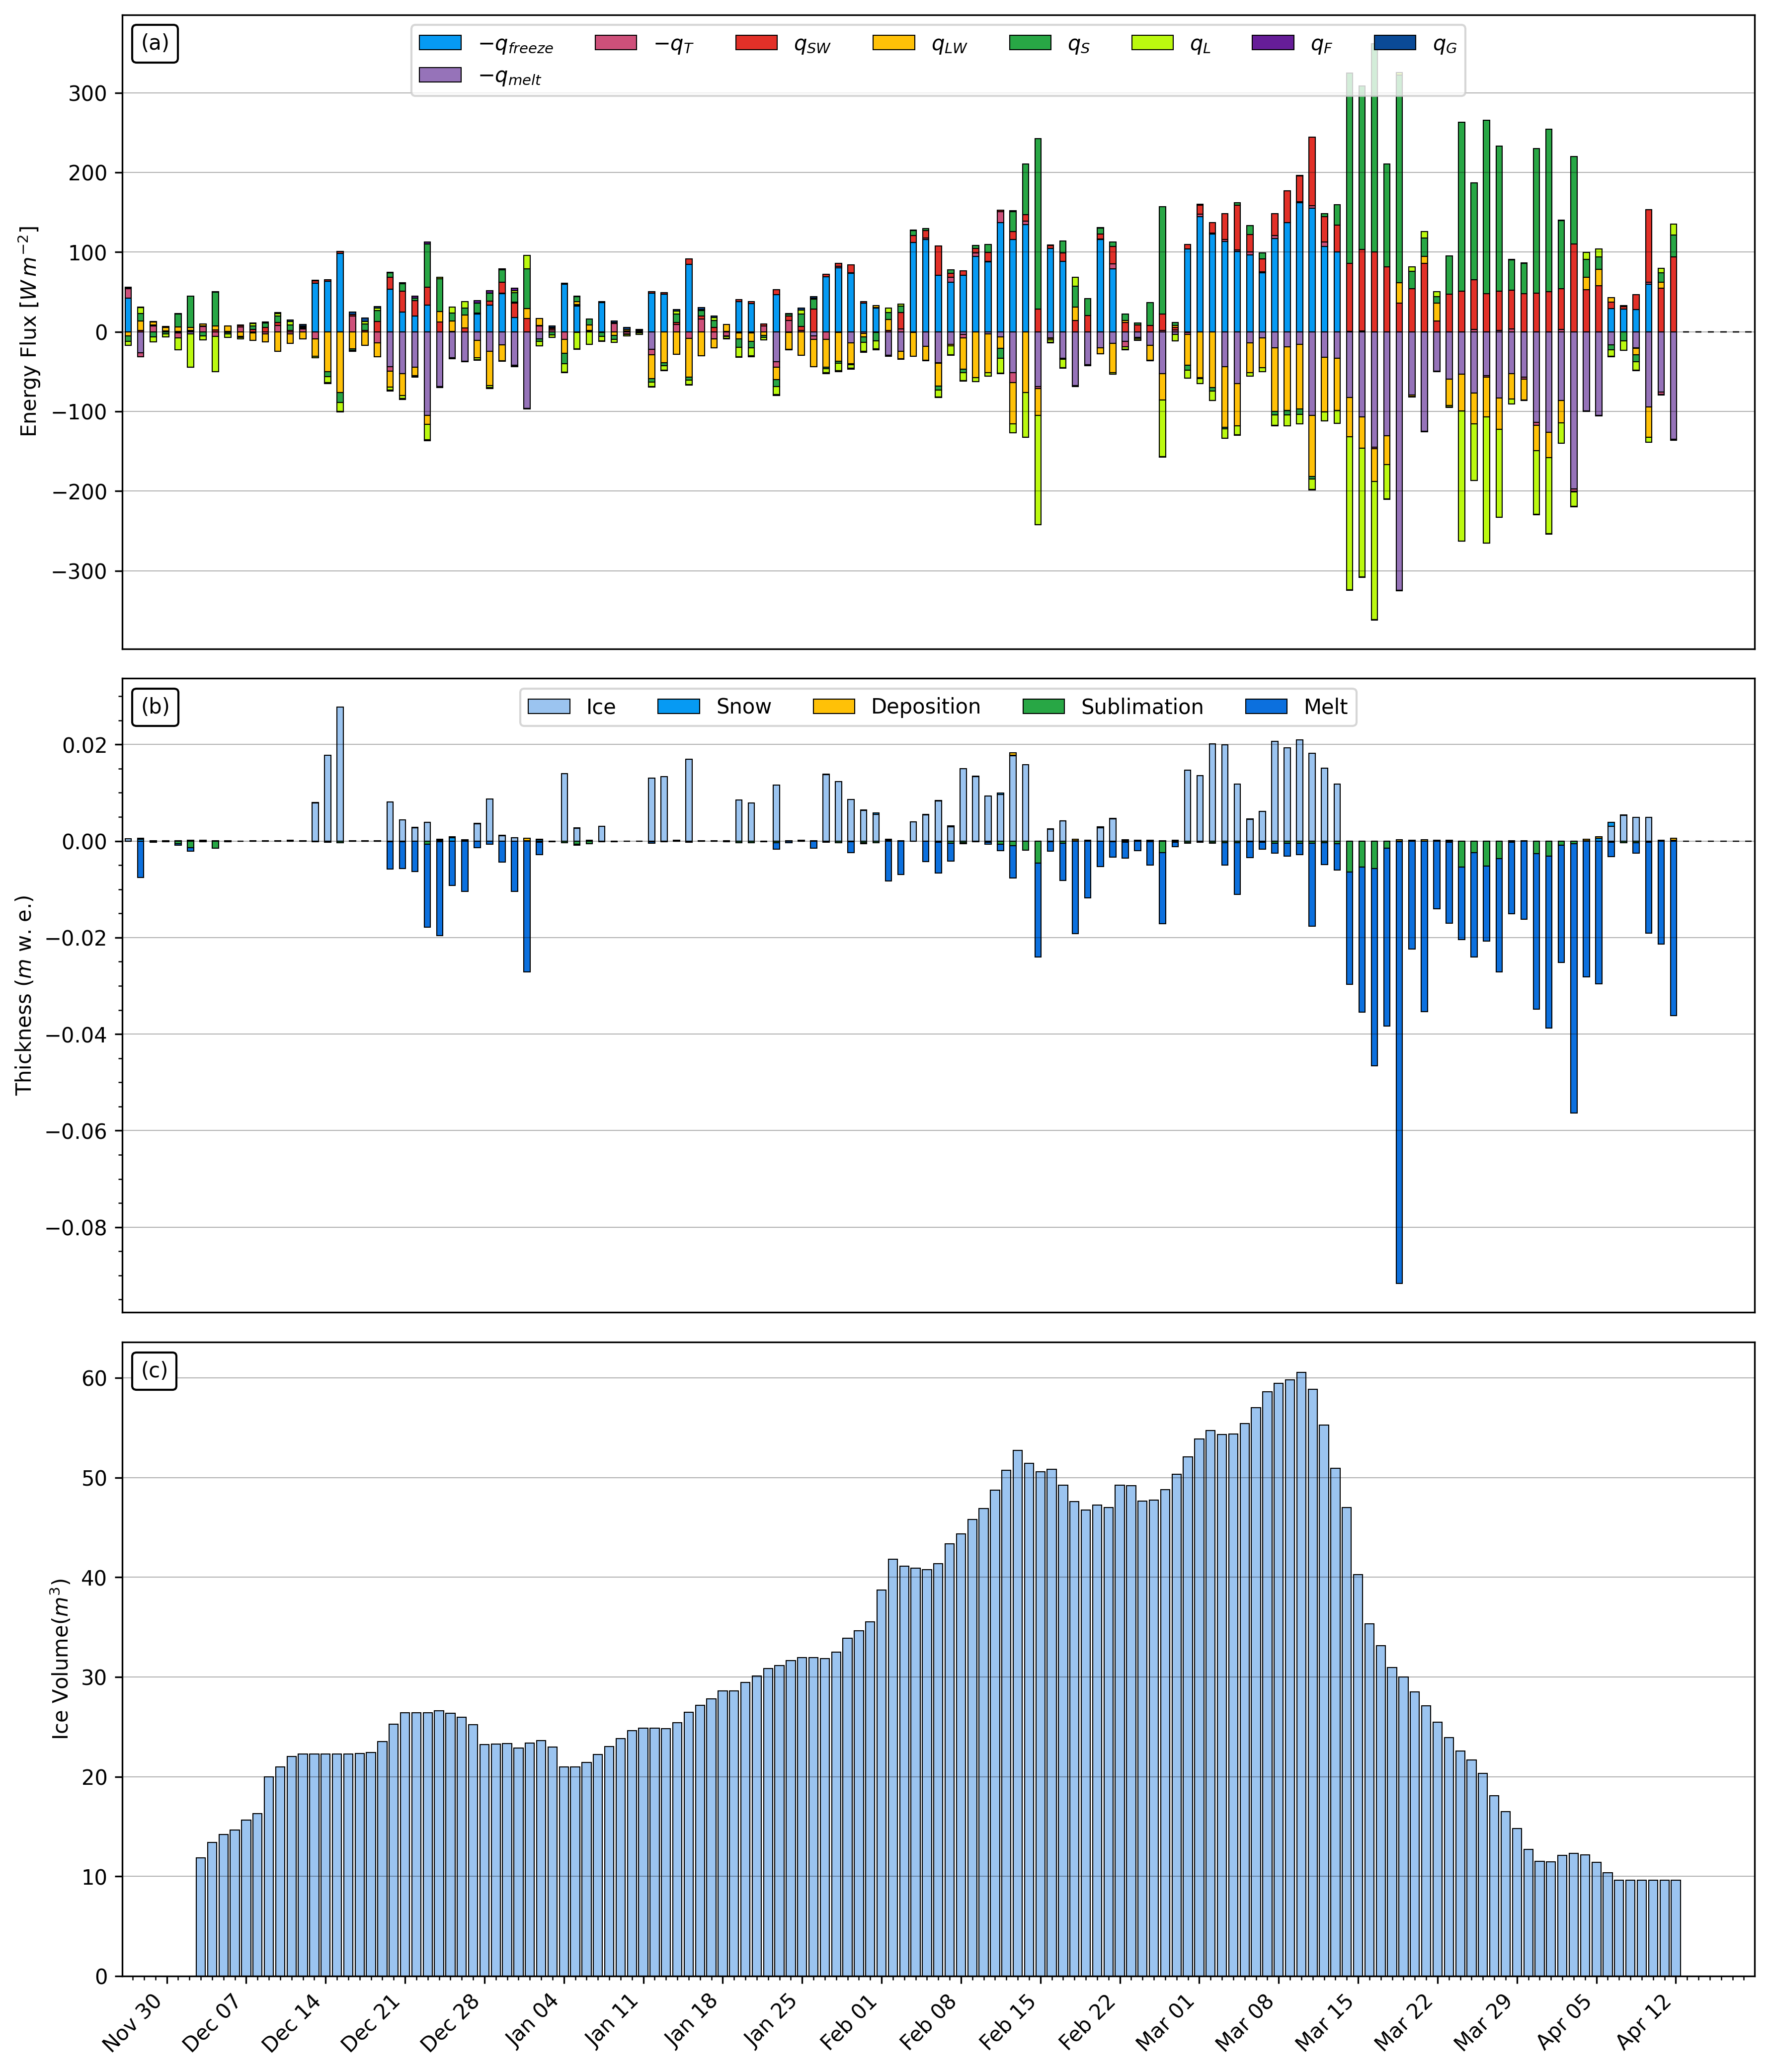 (a)
−q_freeze −q_T q_SW q_LW q_S q_L q_F q_G
−q_melt
300
200
100
0
−100
−200
−300
Energy Flux [W m⁻²]
(b)
Ice Snow Deposition Sublimation Melt
0.02
0.00
−0.02
−0.04
−0.06
−0.08
Thickness (m w. e.)
(c)
60
50
40
30
20
10
0
Ice Volume(m³)
Nov 30 Dec 07 Dec 14 Dec 21 Dec 28 Jan 04 Jan 11 Jan 18 Jan 25 Feb 01 Feb 08 Feb 15 Feb 22 Mar 01 Mar 08 Mar 15 Mar 22 Mar 29 Apr 05 Apr 12